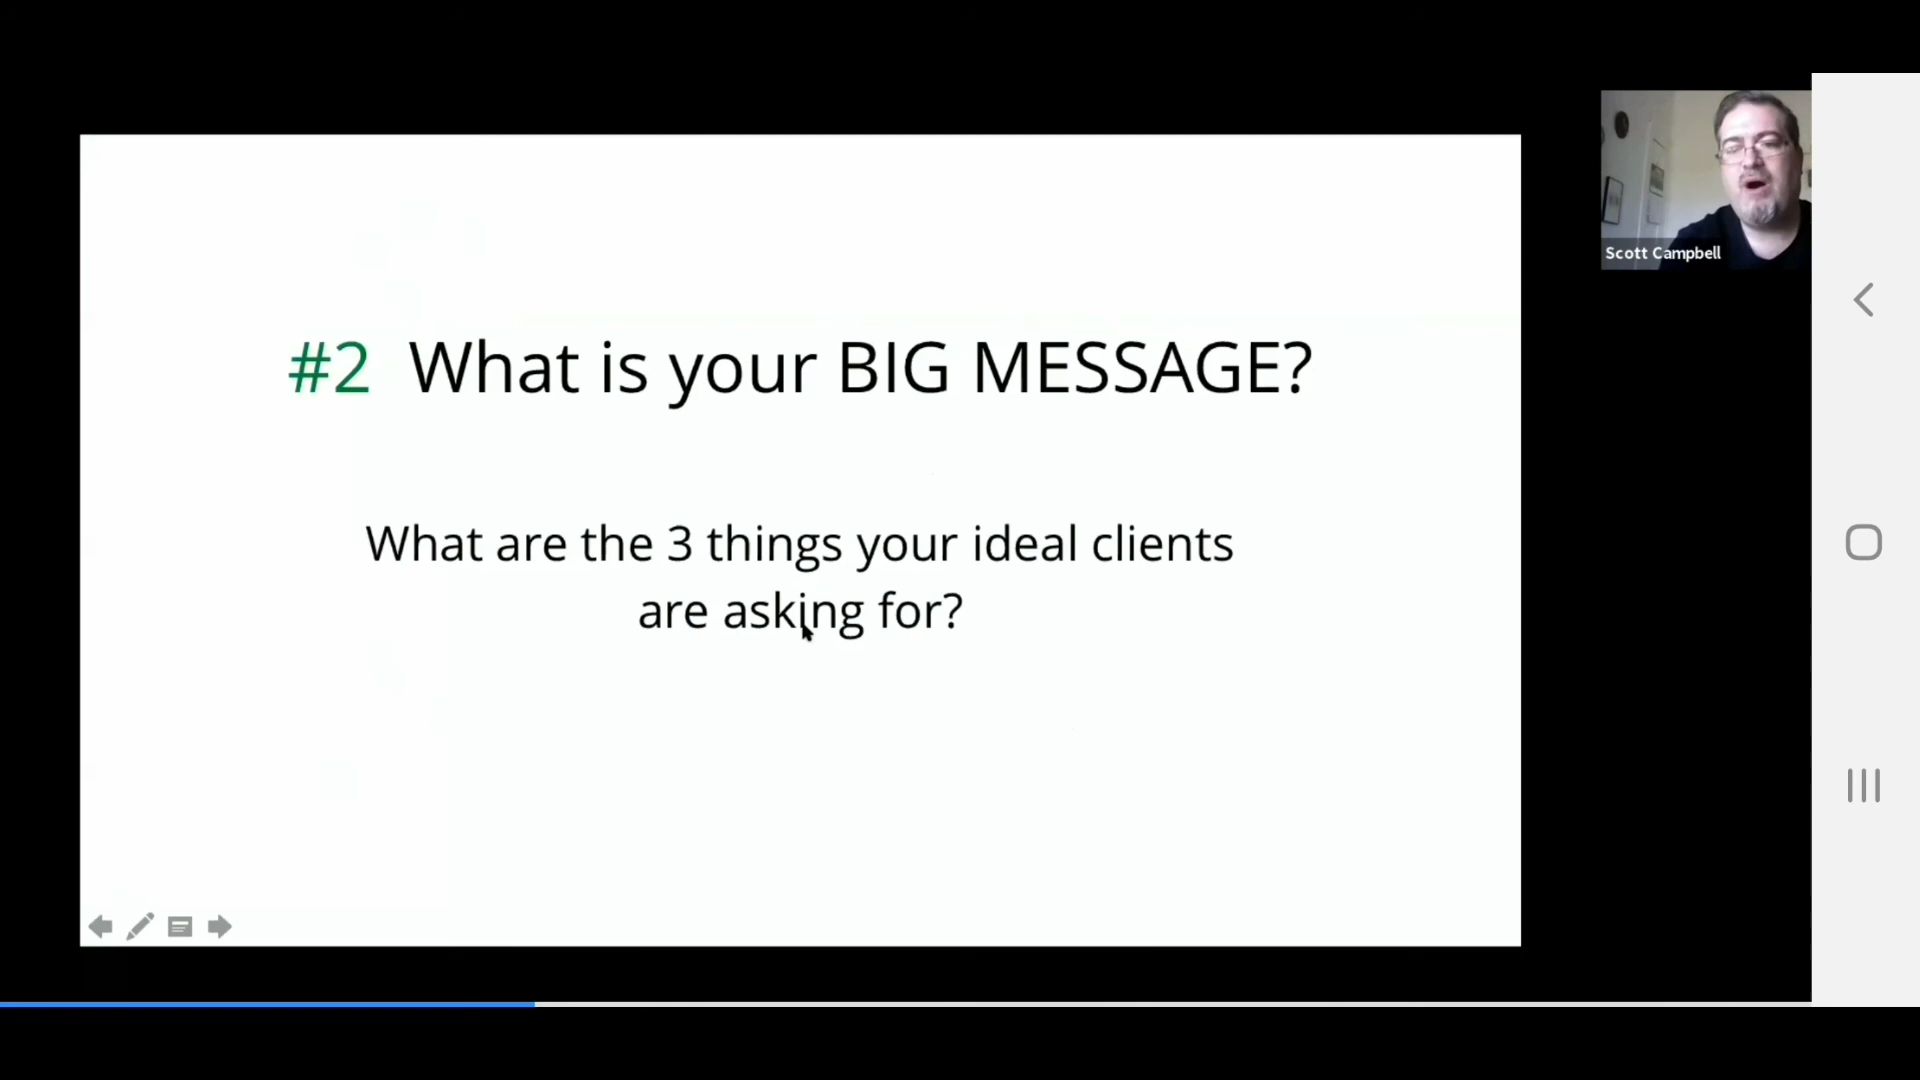 #2 What is your BIG MESSAGE?
What are the 3 things your ideal clients
are asking for?
Scott Campbell